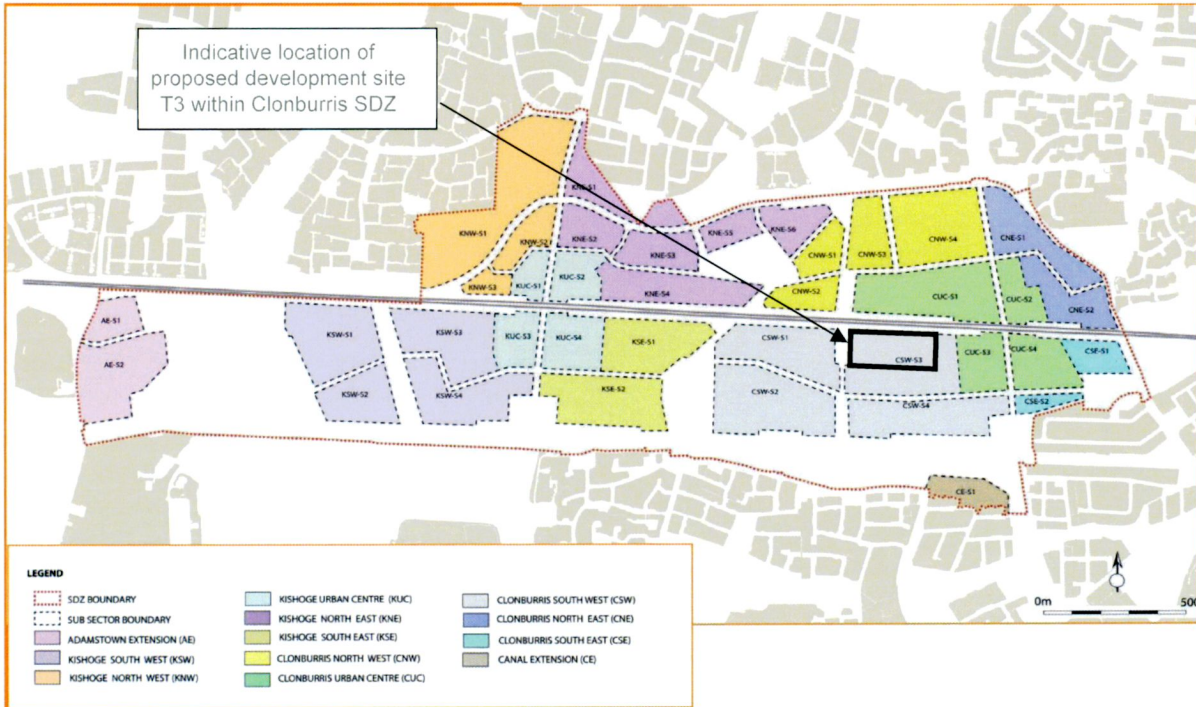 Indicative location of
proposed development site
T3 within Clonburris SDZ
KNE-S1
KNW-S1
KNW-S2
KNE-S2
KNE-S3
KNE-S5
KNE-S6
CNW-S1
CNW-S3
CNW-S4
CNE-S1
KNW-S3
KUC-S1
KUC-S2
KNE-S4
CNW-S2
CUC-S1
CUC-S2
CNE-S2
AE-S1
AE-S2
KSW-S1
KSW-S3
KUC-S3
KUC-S4
KSE-S1
CSW-S1
CSW-S3
CUC-S3
CUC-S4
CSE-S1
KSW-S2
KSW-S4
KSE-S2
CSW-S2
CSW-S4
CSE-S2
CE-S1
0m 500
LEGEND
SDZ BOUNDARY
SUB SECTOR BOUNDARY
ADAMSTOWN EXTENSION (AE)
KISHOGE SOUTH WEST (KSW)
KISHOGE NORTH WEST (KNW)
KISHOGE URBAN CENTRE (KUC)
KISHOGE NORTH EAST (KNE)
KISHOGE SOUTH EAST (KSE)
CLONBURRIS NORTH WEST (CNW)
CLONBURRIS URBAN CENTRE (CUC)
CLONBURRIS SOUTH WEST (CSW)
CLONBURRIS NORTH EAST (CNE)
CLONBURRIS SOUTH EAST (CSE)
CANAL EXTENSION (CE)